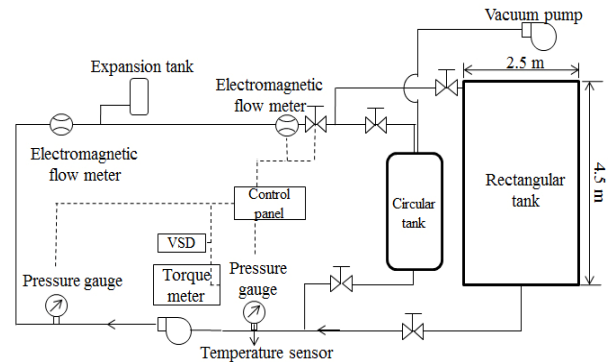 Vacuum pump
2.5 m
Expansion tank
Electromagnetic
flow meter
Electromagnetic
flow meter
4.5 m
Rectangular
tank
Circular
tank
Control
panel
VSD
Torque
meter
Pressure gauge
Pressure
gauge
Temperature sensor